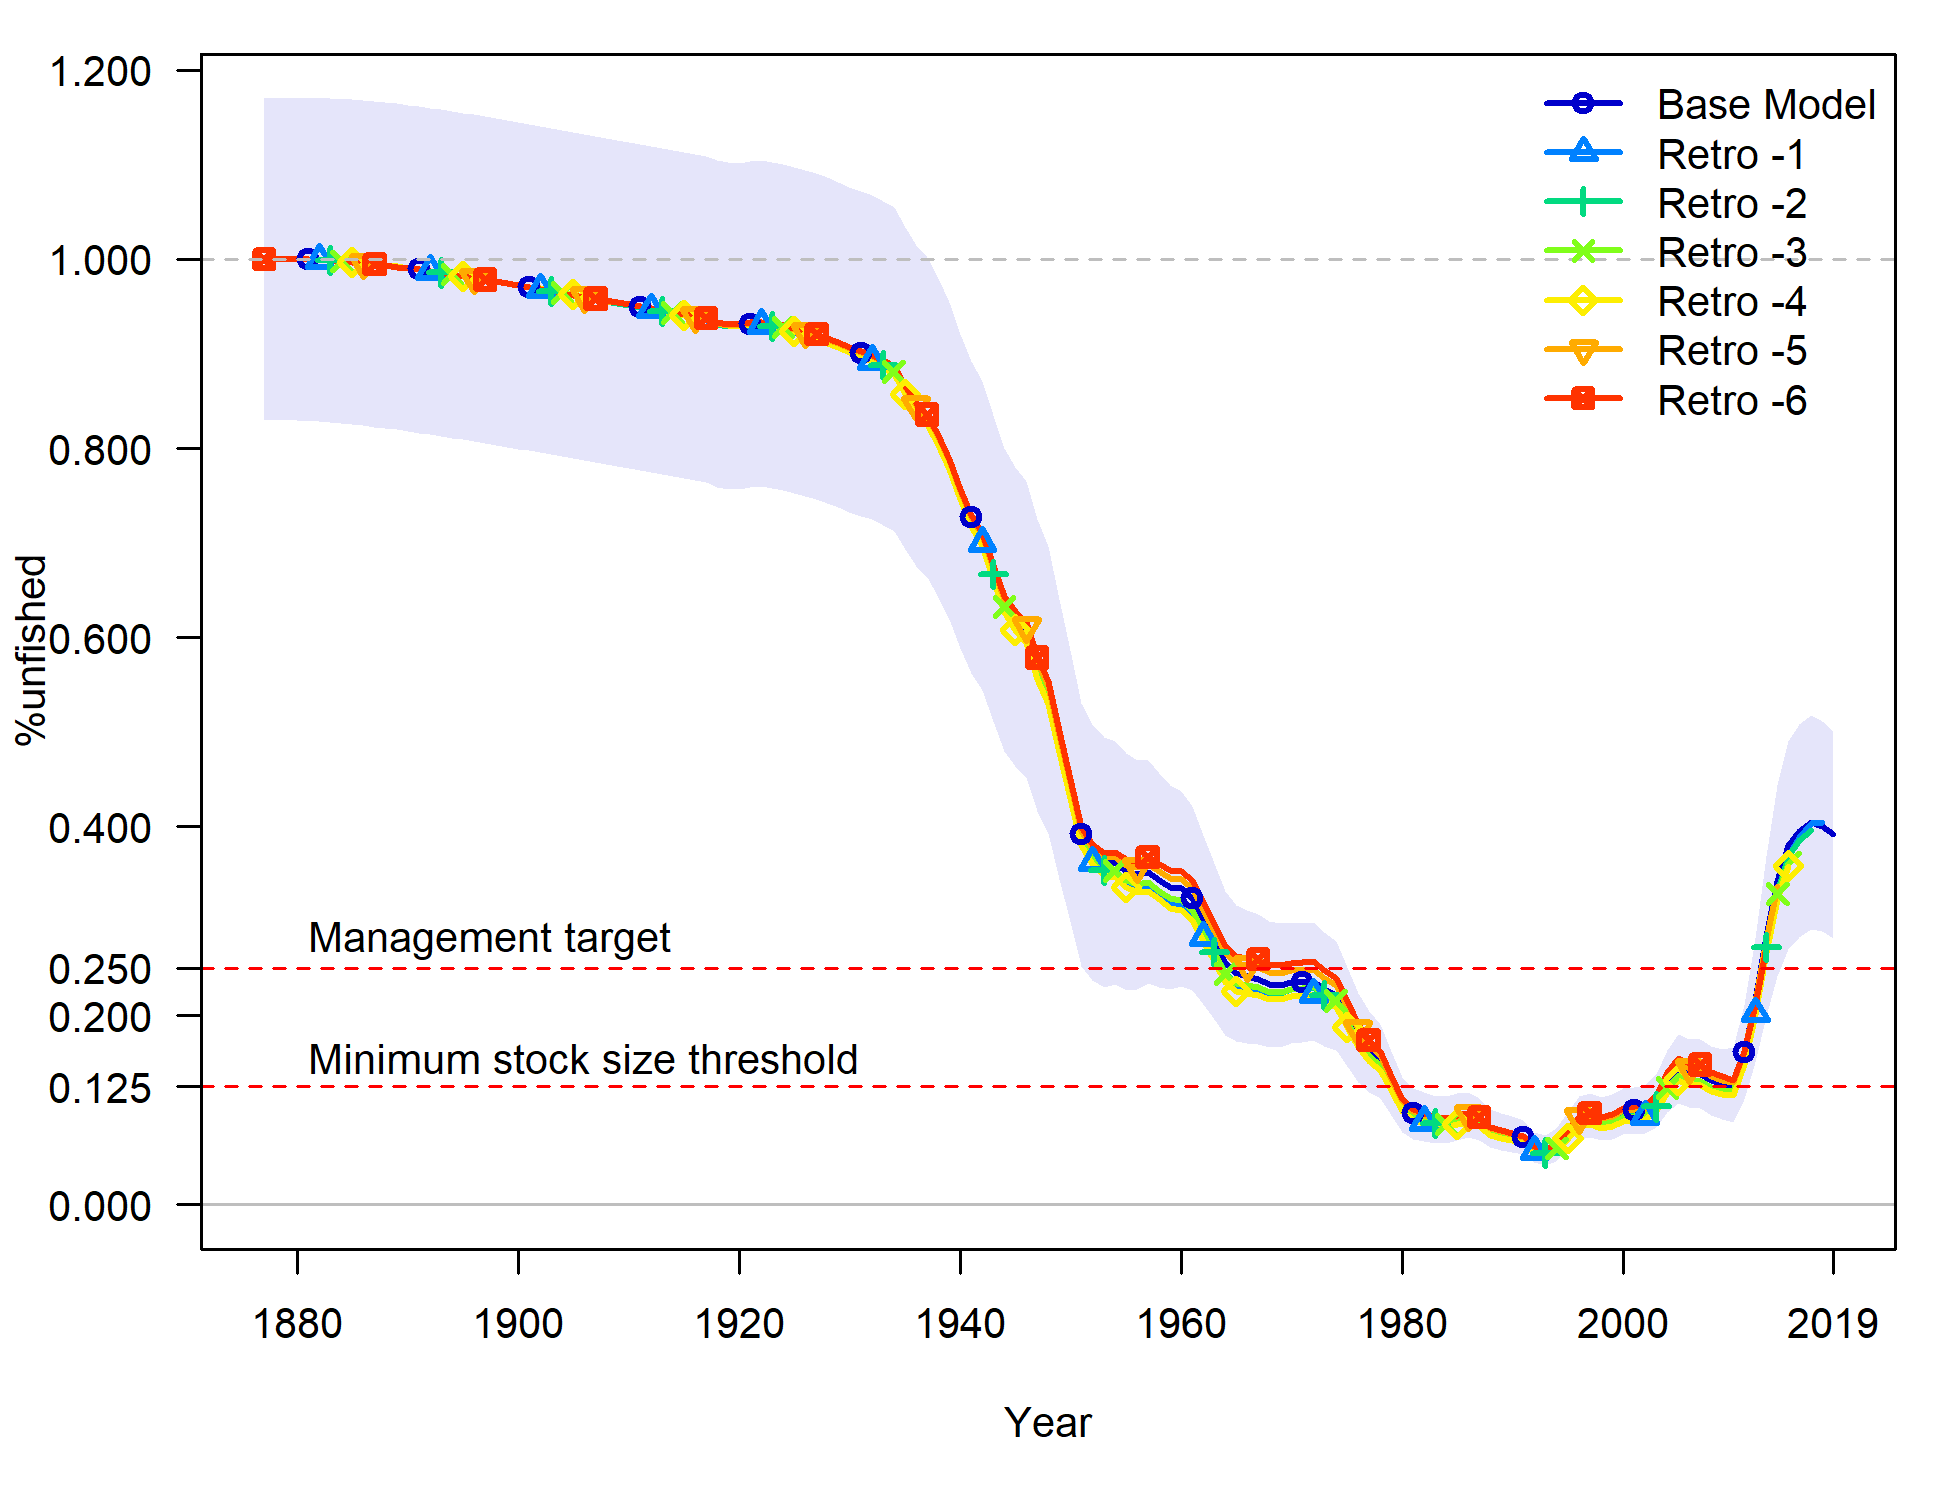 1.200
1.000
0.800
0.600
0.400
0.250
0.200
0.125
0.000
%unfished
Base Model
Retro -1
Retro -2
Retro -3
Retro -4
Retro -5
Retro -6
Management target
Minimum stock size threshold
1880 1900 1920 1940 1960 1980 2000 2019
Year